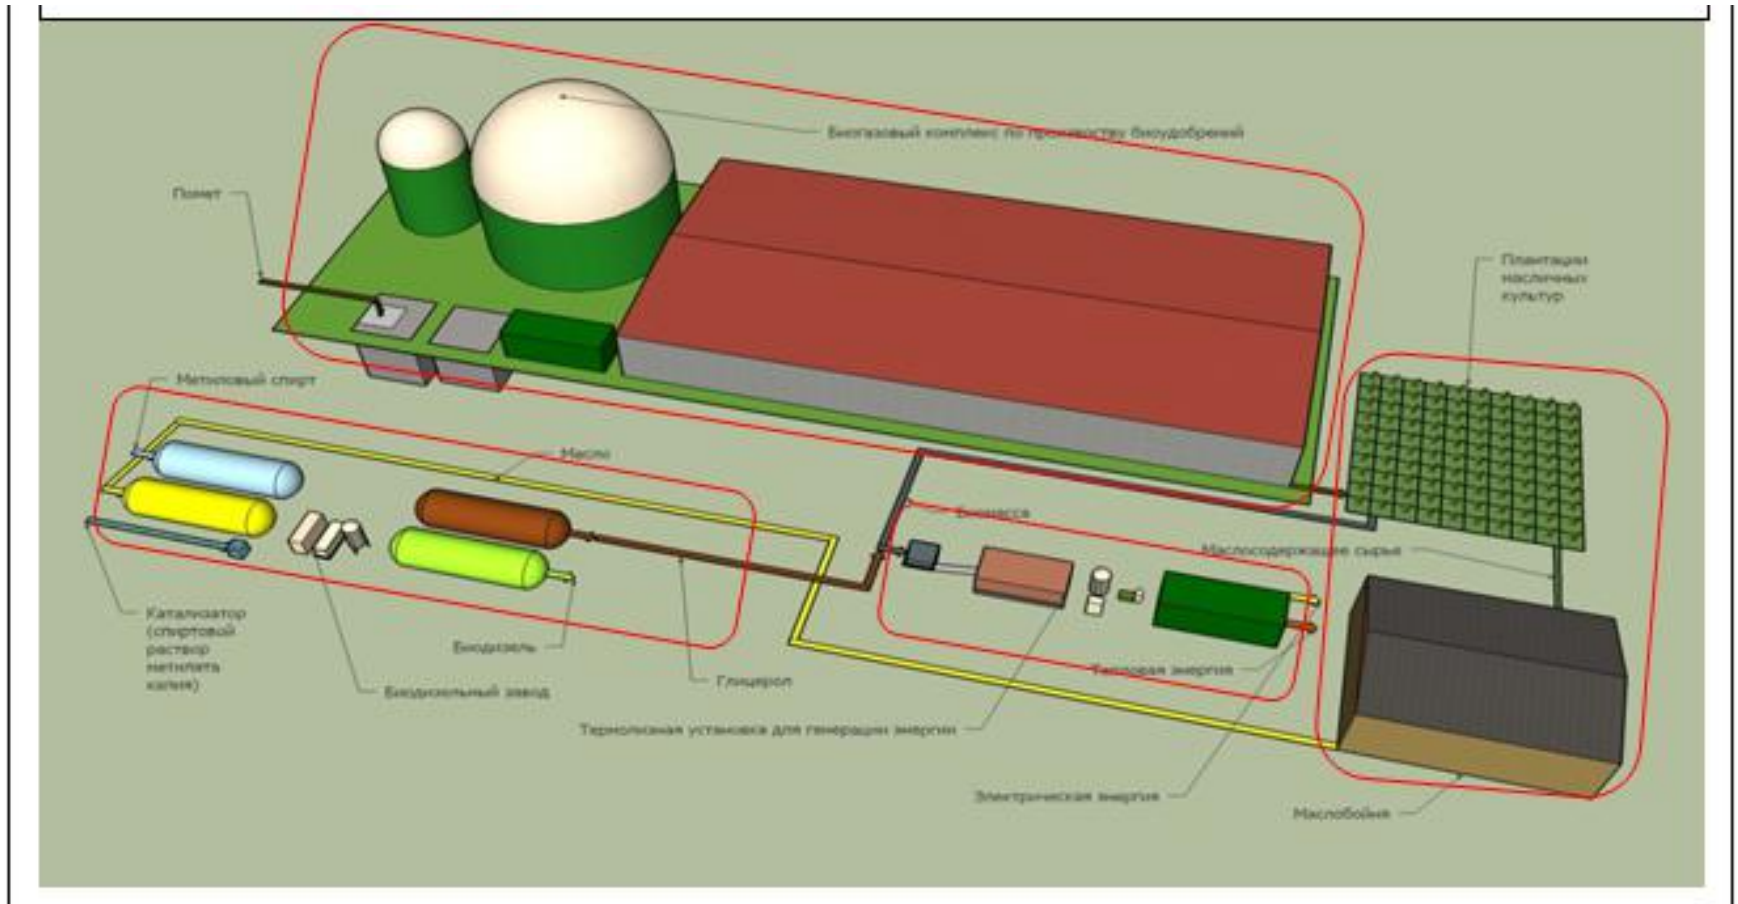 Биогазовый комплекс по производству биоудобрений
Помет
Плантации
масличных
культур
Метиловый спирт
Масло
Биомасса
Маслосодержащее сырье
Катализатор
(спиртовой
раствор
метилата
калия)
Биодизель
Биодизельный завод
Глицерол
Тепловая энергия
Термолизная установка для генерации энергии
Электрическая энергия
Маслобойня